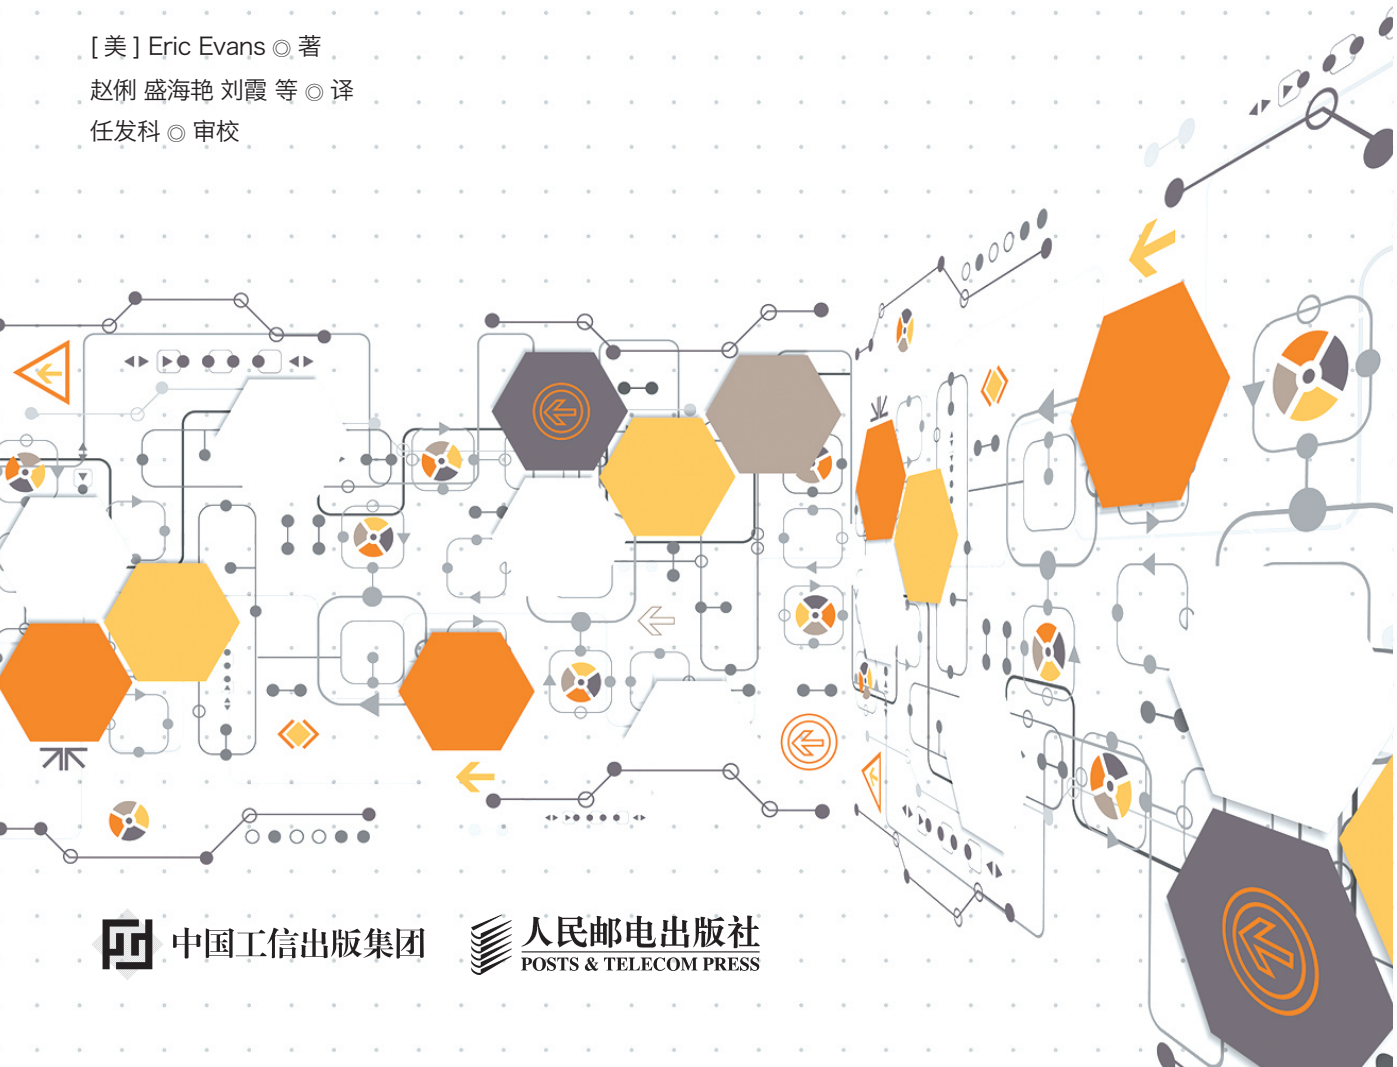 [ 美 ] Eric Evans ◎ 著
赵俐 盛海艳 刘霞 等 ◎ 译
任发科 ◎ 审校
中国工信出版集团
人民邮电出版社
POSTS & TELECOM PRESS